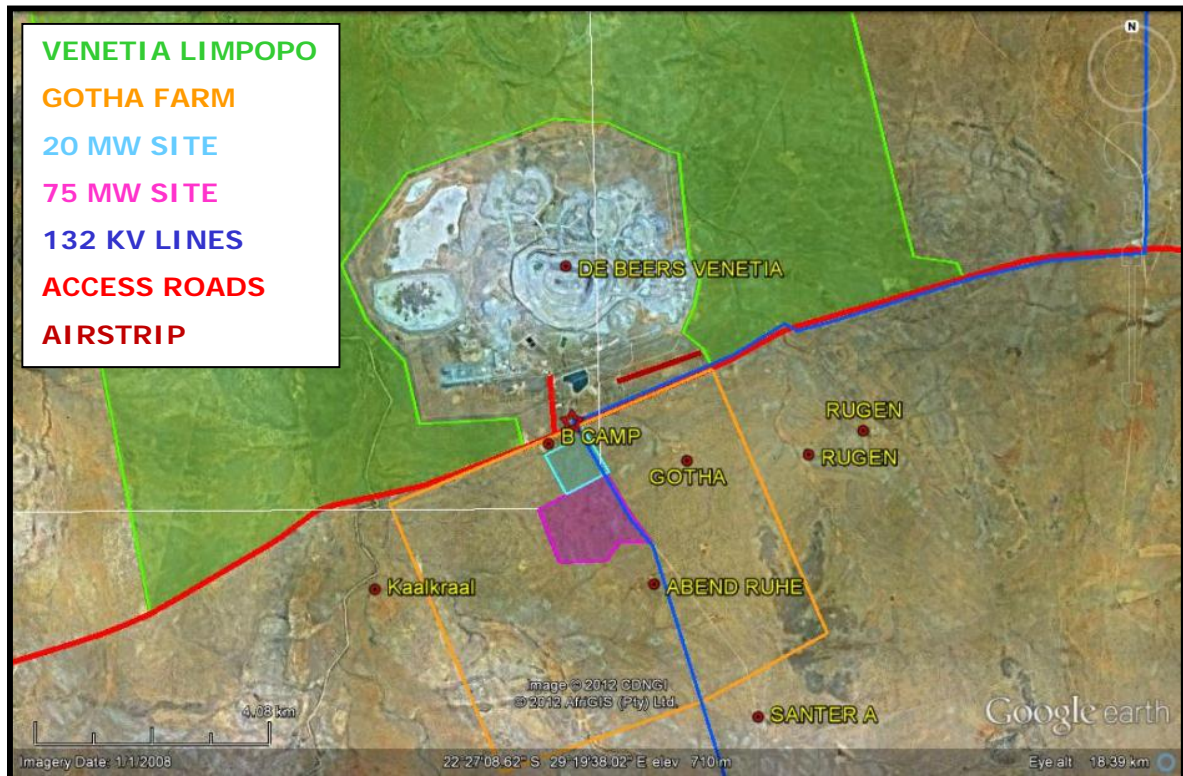 VENETIA LIMPOPO
GOTHA FARM
20 MW SITE
75 MW SITE
132 KV LINES
ACCESS ROADS
AIRSTRIP
N
DE BEERS VENETIA
RUGEN
B CAMP
RUGEN
GOTHA
Kaalkraal
ABEND RUHE
Image © 2012 CDNGI
© 2012 AfriGIS (Pty) Ltd.
4.08 km
SANTER A
Google earth
Imagery Date: 1/1/2008
22°27'08.62" S 29°19'38.02" E elev 710 m
Eye alt 18.39 km